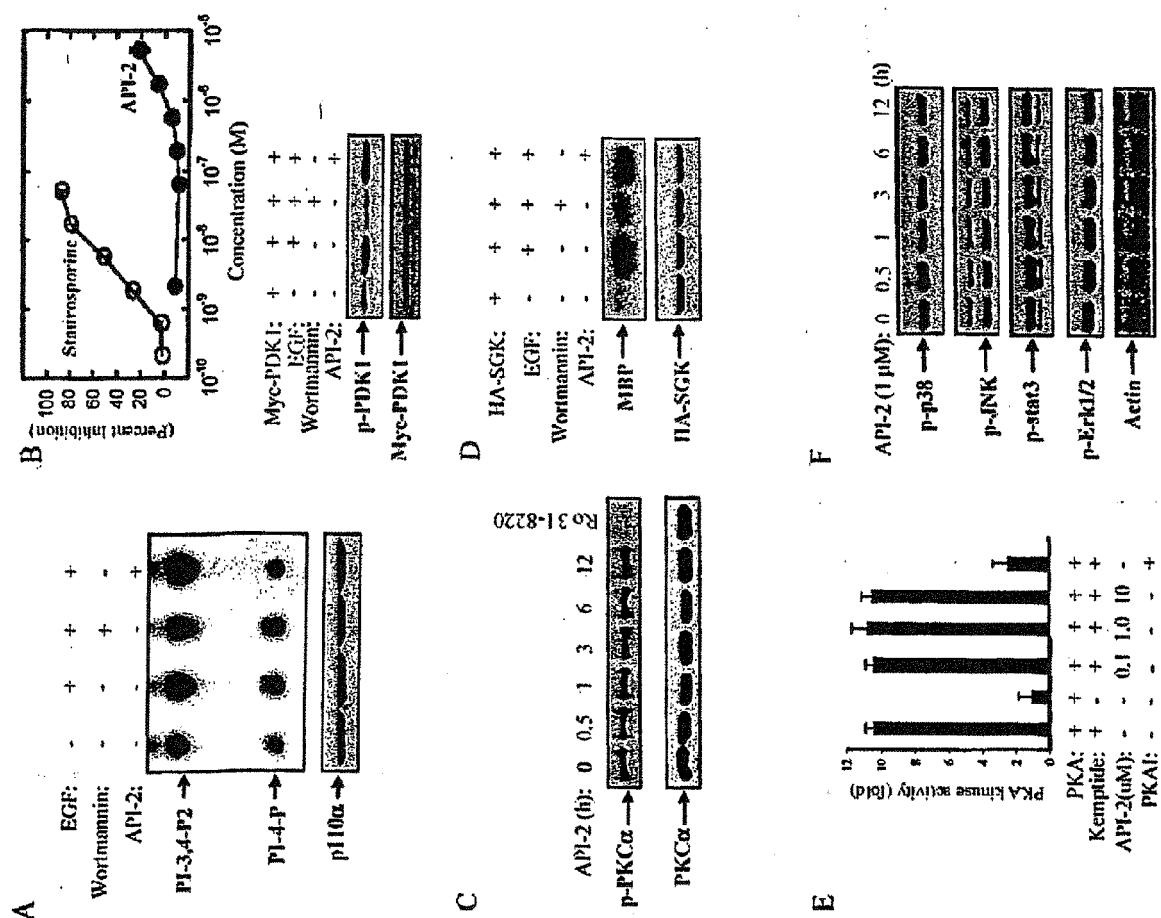 A
EGF: - + + +
Wortmannin: - - + -
API-2: - - - +
PI-3,4-P2
PI-4-P
p110α
B
(Percent Inhibition)
100
80
60
40
20
0
Staurosporine
API-2
10-10 10-9 10-8 10-7 10-6 10-5
Concentration (M)
Myc-PDK1: + + + +
EGF: - + + +
Wortmannin: - - + -
API-2: - - - +
p-PDK1
Myc-PDK1
C
API-2 (h): 0 0.5 1 3 6 12 Ro 31-8220
p-PKCα
PKCα
D
HA-SGK: + + + +
EGF: - + + +
Wortmannin: - - + -
API-2: - - - +
MBP
HA-SGK
E
PKA kinase activity (fold)
12
10
8
6
4
2
0
PKA: + + + + + +
Kemptide: + - + + + +
API-2(uM): - - 0.1 1.0 10 -
PKAI: - - - - - +
F
API-2 (1 µM): 0 0.5 1 3 6 12 (h)
p-p38
p-JNK
p-stat3
p-Erk1/2
Actin